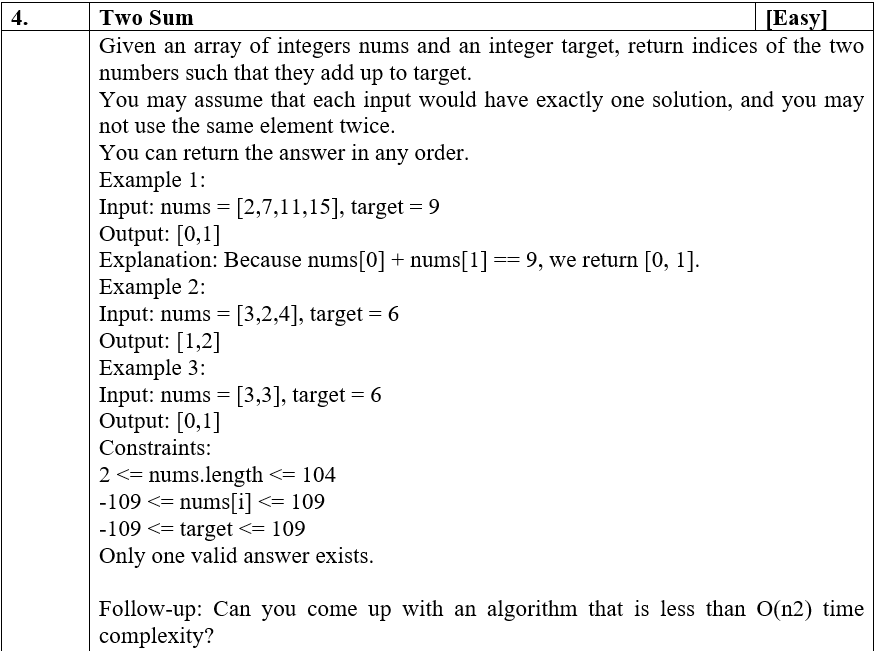 4. Two Sum [Easy]
Given an array of integers nums and an integer target, return indices of the two
numbers such that they add up to target.
You may assume that each input would have exactly one solution, and you may
not use the same element twice.
You can return the answer in any order.
Example 1:
Input: nums = [2,7,11,15], target = 9
Output: [0,1]
Explanation: Because nums[0] + nums[1] == 9, we return [0, 1].
Example 2:
Input: nums = [3,2,4], target = 6
Output: [1,2]
Example 3:
Input: nums = [3,3], target = 6
Output: [0,1]
Constraints:
2 <= nums.length <= 104
-109 <= nums[i] <= 109
-109 <= target <= 109
Only one valid answer exists.
Follow-up: Can you come up with an algorithm that is less than O(n2) time
complexity?